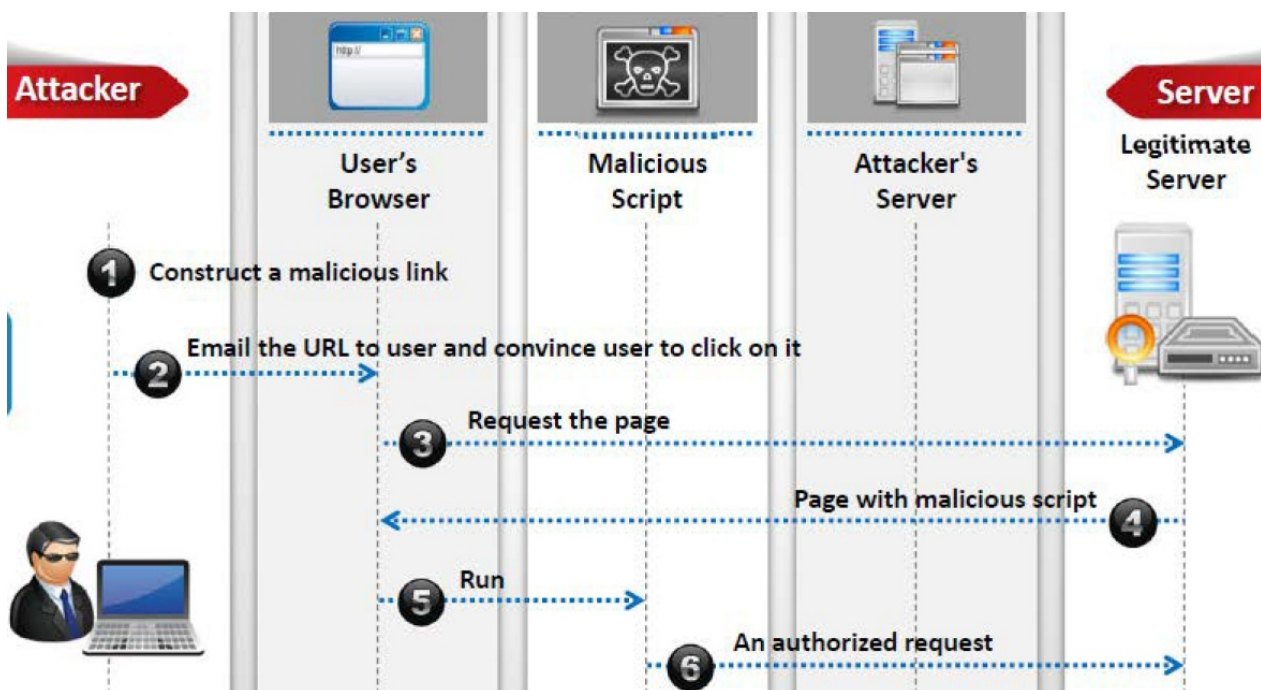 Attacker
http://
Server
User's
Browser
Malicious
Script
Attacker's
Server
Legitimate
Server
1 Construct a malicious link
2 Email the URL to user and convince user to click on it
3 Request the page
Page with malicious script 4
5 Run
6 An authorized request